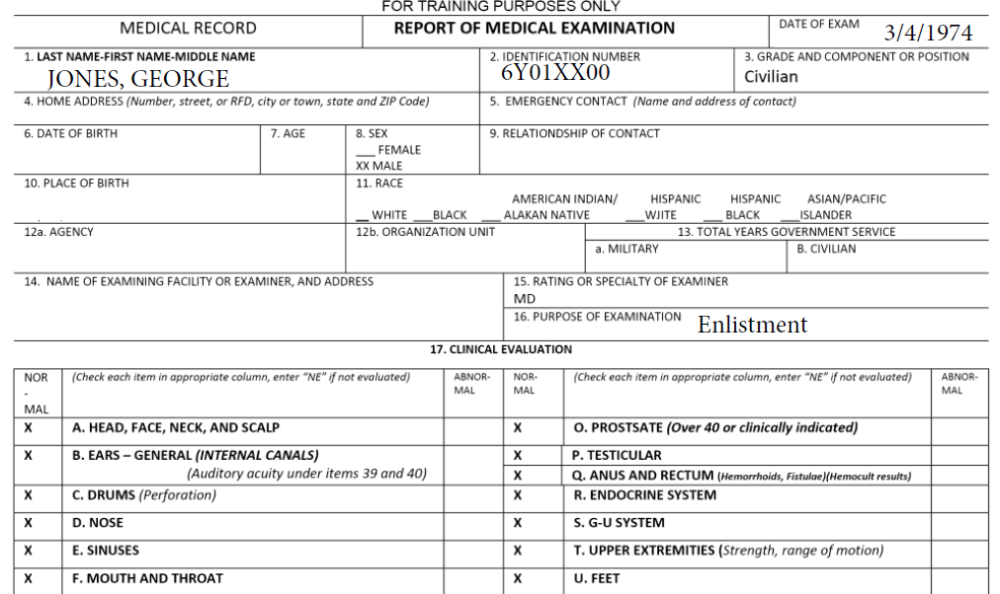 FOR TRAINING PURPOSES ONLY
MEDICAL RECORD
REPORT OF MEDICAL EXAMINATION
DATE OF EXAM 3/4/1974
1. LAST NAME-FIRST NAME-MIDDLE NAME
JONES, GEORGE
2. IDENTIFICATION NUMBER
6Y01XX00
3. GRADE AND COMPONENT OR POSITION
Civilian
4. HOME ADDRESS (Number, street, or RFD, city or town, state and ZIP Code)
5. EMERGENCY CONTACT (Name and address of contact)
6. DATE OF BIRTH
7. AGE
8. SEX
___ FEMALE
XX MALE
9. RELATIONSHIP OF CONTACT
10. PLACE OF BIRTH
11. RACE
AMERICAN INDIAN/ HISPANIC HISPANIC ASIAN/PACIFIC
__ WHITE ___BLACK ___ ALAKAN NATIVE ___WJITE ___ BLACK ___ISLANDER
12a. AGENCY
12b. ORGANIZATION UNIT
13. TOTAL YEARS GOVERNMENT SERVICE
a. MILITARY
B. CIVILIAN
14. NAME OF EXAMINING FACILITY OR EXAMINER, AND ADDRESS
15. RATING OR SPECIALTY OF EXAMINER
MD
16. PURPOSE OF EXAMINATION Enlistment
17. CLINICAL EVALUATION
NOR
-
MAL
(Check each item in appropriate column, enter "NE" if not evaluated)
ABNOR-
MAL
NOR-
MAL
(Check each item in appropriate column, enter "NE" if not evaluated)
ABNOR-
MAL
X A. HEAD, FACE, NECK, AND SCALP
X O. PROSTSATE (Over 40 or clinically indicated)
X B. EARS – GENERAL (INTERNAL CANALS)
(Auditory acuity under items 39 and 40)
X P. TESTICULAR
X Q. ANUS AND RECTUM (Hemorrhoids, Fistulae)(Hemocult results)
X C. DRUMS (Perforation)
X R. ENDOCRINE SYSTEM
X D. NOSE
X S. G-U SYSTEM
X E. SINUSES
X T. UPPER EXTREMITIES (Strength, range of motion)
X F. MOUTH AND THROAT
X U. FEET